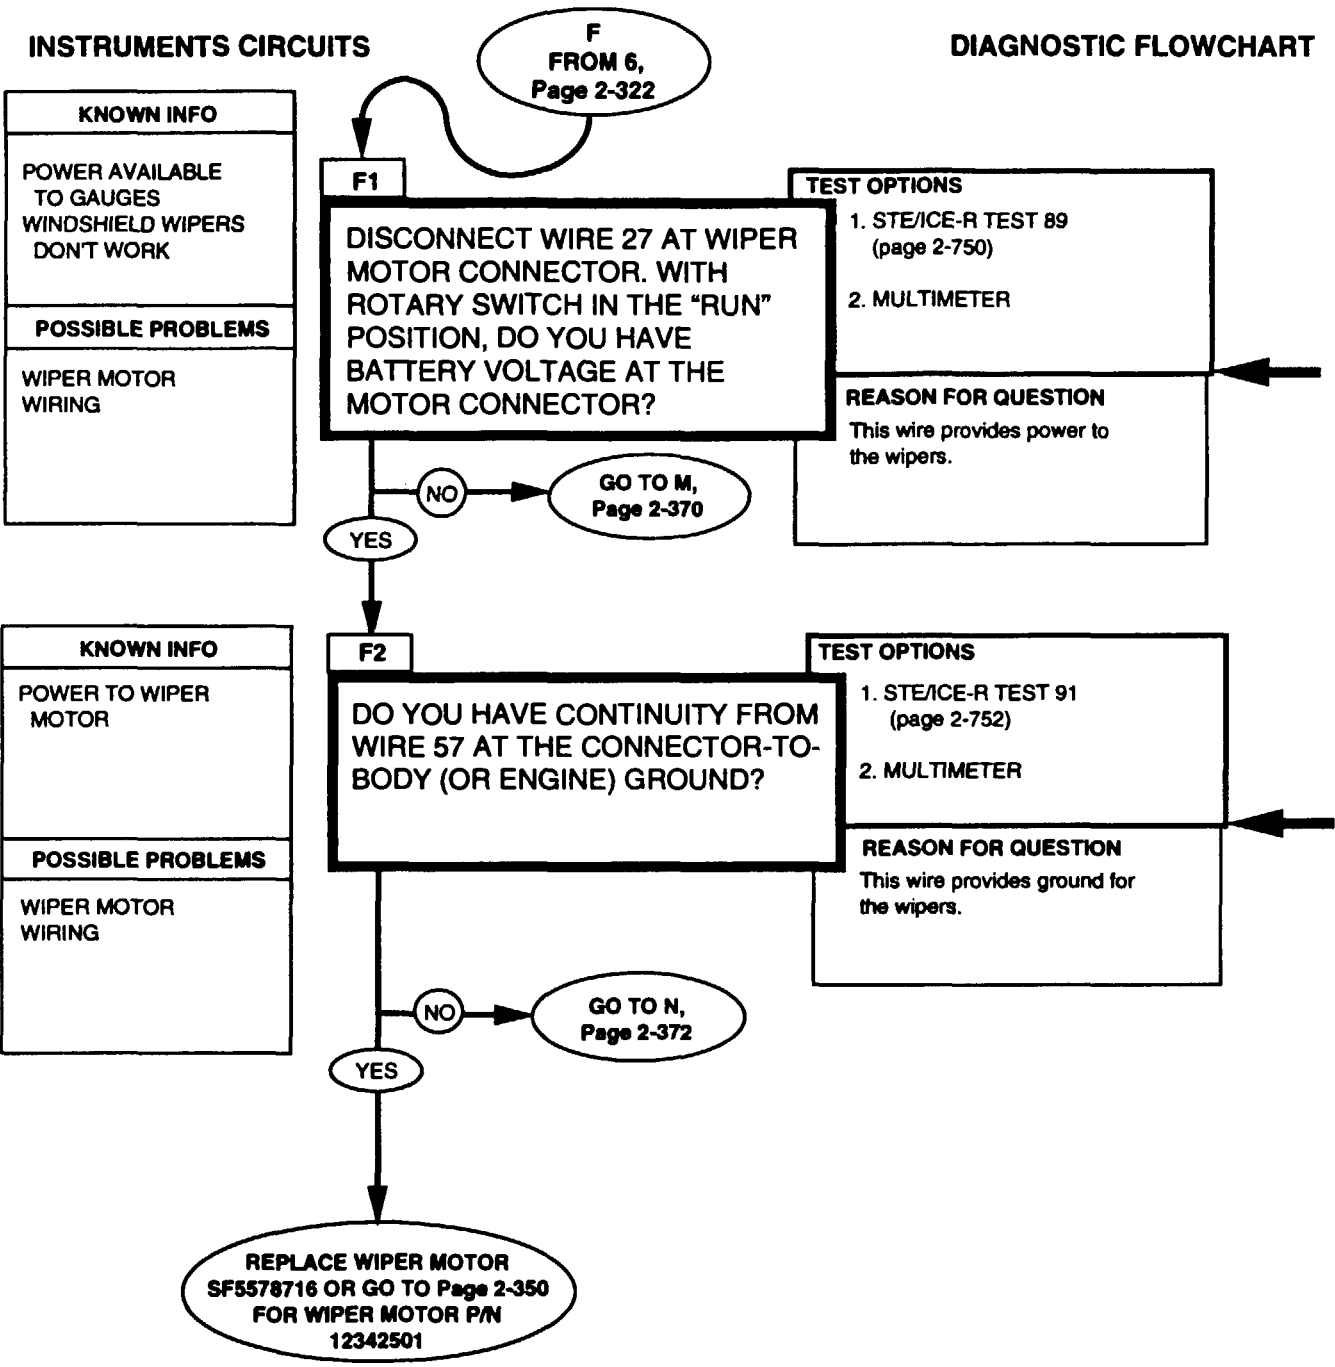 INSTRUMENTS CIRCUITS
DIAGNOSTIC FLOWCHART
F
FROM 6,
Page 2-322
KNOWN INFO
POWER AVAILABLE
TO GAUGES
WINDSHIELD WIPERS
DON'T WORK
POSSIBLE PROBLEMS
WIPER MOTOR
WIRING
F1
DISCONNECT WIRE 27 AT WIPER
MOTOR CONNECTOR. WITH
ROTARY SWITCH IN THE "RUN"
POSITION, DO YOU HAVE
BATTERY VOLTAGE AT THE
MOTOR CONNECTOR?
TEST OPTIONS
1. STE/ICE-R TEST 89
(page 2-750)
2. MULTIMETER
REASON FOR QUESTION
This wire provides power to
the wipers.
NO
GO TO M,
Page 2-370
YES
KNOWN INFO
POWER TO WIPER
MOTOR
POSSIBLE PROBLEMS
WIPER MOTOR
WIRING
F2
DO YOU HAVE CONTINUITY FROM
WIRE 57 AT THE CONNECTOR-TO-
BODY (OR ENGINE) GROUND?
TEST OPTIONS
1. STE/ICE-R TEST 91
(page 2-752)
2. MULTIMETER
REASON FOR QUESTION
This wire provides ground for
the wipers.
NO
GO TO N,
Page 2-372
YES
REPLACE WIPER MOTOR
SF5578716 OR GO TO Page 2-350
FOR WIPER MOTOR P/N
12342501